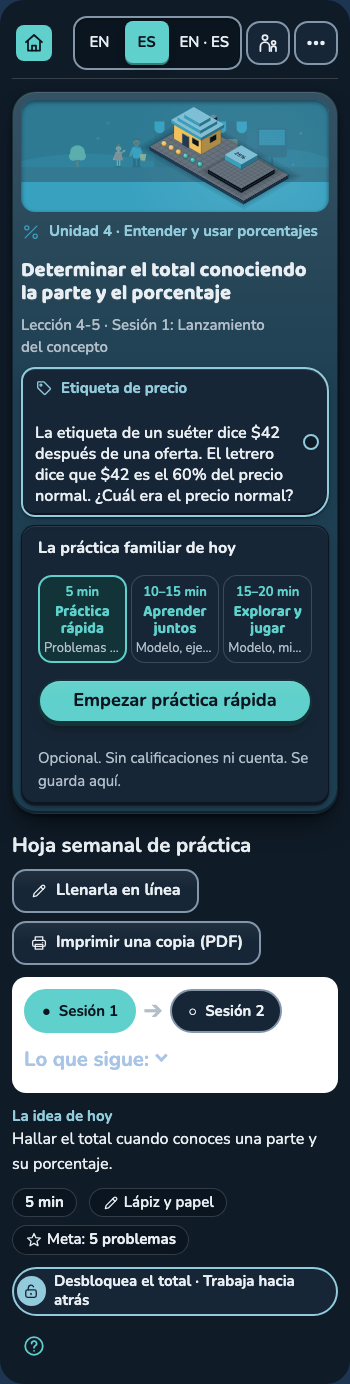 EN
ES
EN · ES
Unidad 4 · Entender y usar porcentajes
Determinar el total conociendo
la parte y el porcentaje
Lección 4-5 · Sesión 1: Lanzamiento
del concepto
Etiqueta de precio
La etiqueta de un suéter dice $42
después de una oferta. El letrero
dice que $42 es el 60% del precio
normal. ¿Cuál era el precio normal?
La práctica familiar de hoy
5 min
Práctica
rápida
Problemas ...
10–15 min
Aprender
juntos
Modelo, eje...
15–20 min
Explorar y
jugar
Modelo, mi...
Empezar práctica rápida
Opcional. Sin calificaciones ni cuenta. Se
guarda aquí.
Hoja semanal de práctica
Llenarla en línea
Imprimir una copia (PDF)
Sesión 1
Sesión 2
Lo que sigue:
La idea de hoy
Hallar el total cuando conoces una parte y
su porcentaje.
5 min
Lápiz y papel
Meta: 5 problemas
Desbloquea el total · Trabaja hacia
atrás